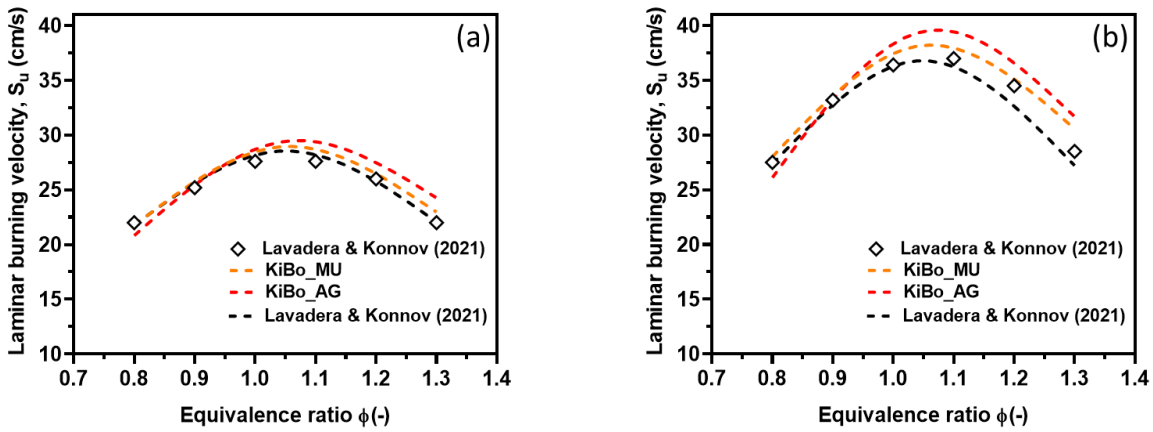 (a)
Laminar burning velocity, Su (cm/s)
40
35
30
25
20
15
10
Lavadera & Konnov (2021)
KiBo_MU
KiBo_AG
Lavadera & Konnov (2021)
0.7 0.8 0.9 1.0 1.1 1.2 1.3 1.4
Equivalence ratio ϕ(-)
(b)
Laminar burning velocity, Su (cm/s)
40
35
30
25
20
15
10
Lavadera & Konnov (2021)
KiBo_MU
KiBo_AG
Lavadera & Konnov (2021)
0.7 0.8 0.9 1.0 1.1 1.2 1.3 1.4
Equivalence ratio ϕ(-)